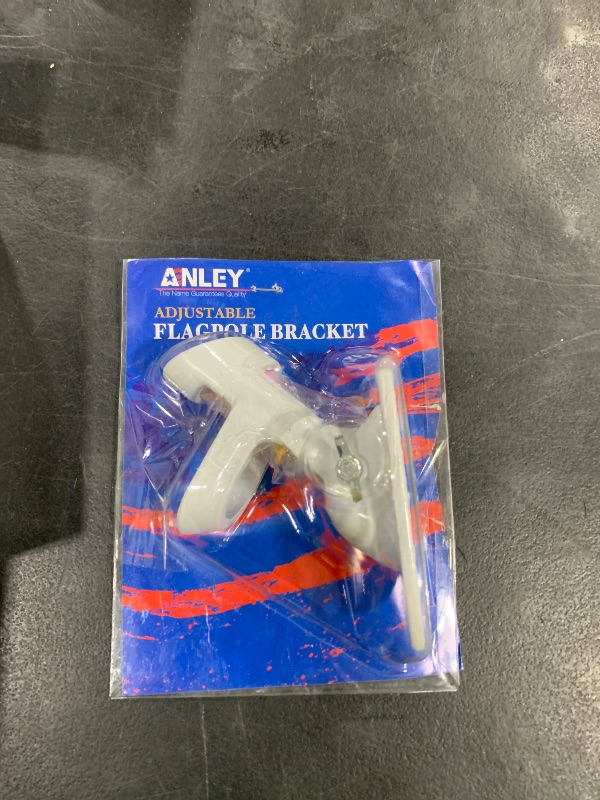 ANLEY®
The Name Guarantees Quality
ADJUSTABLE
FLAGPOLE BRACKET